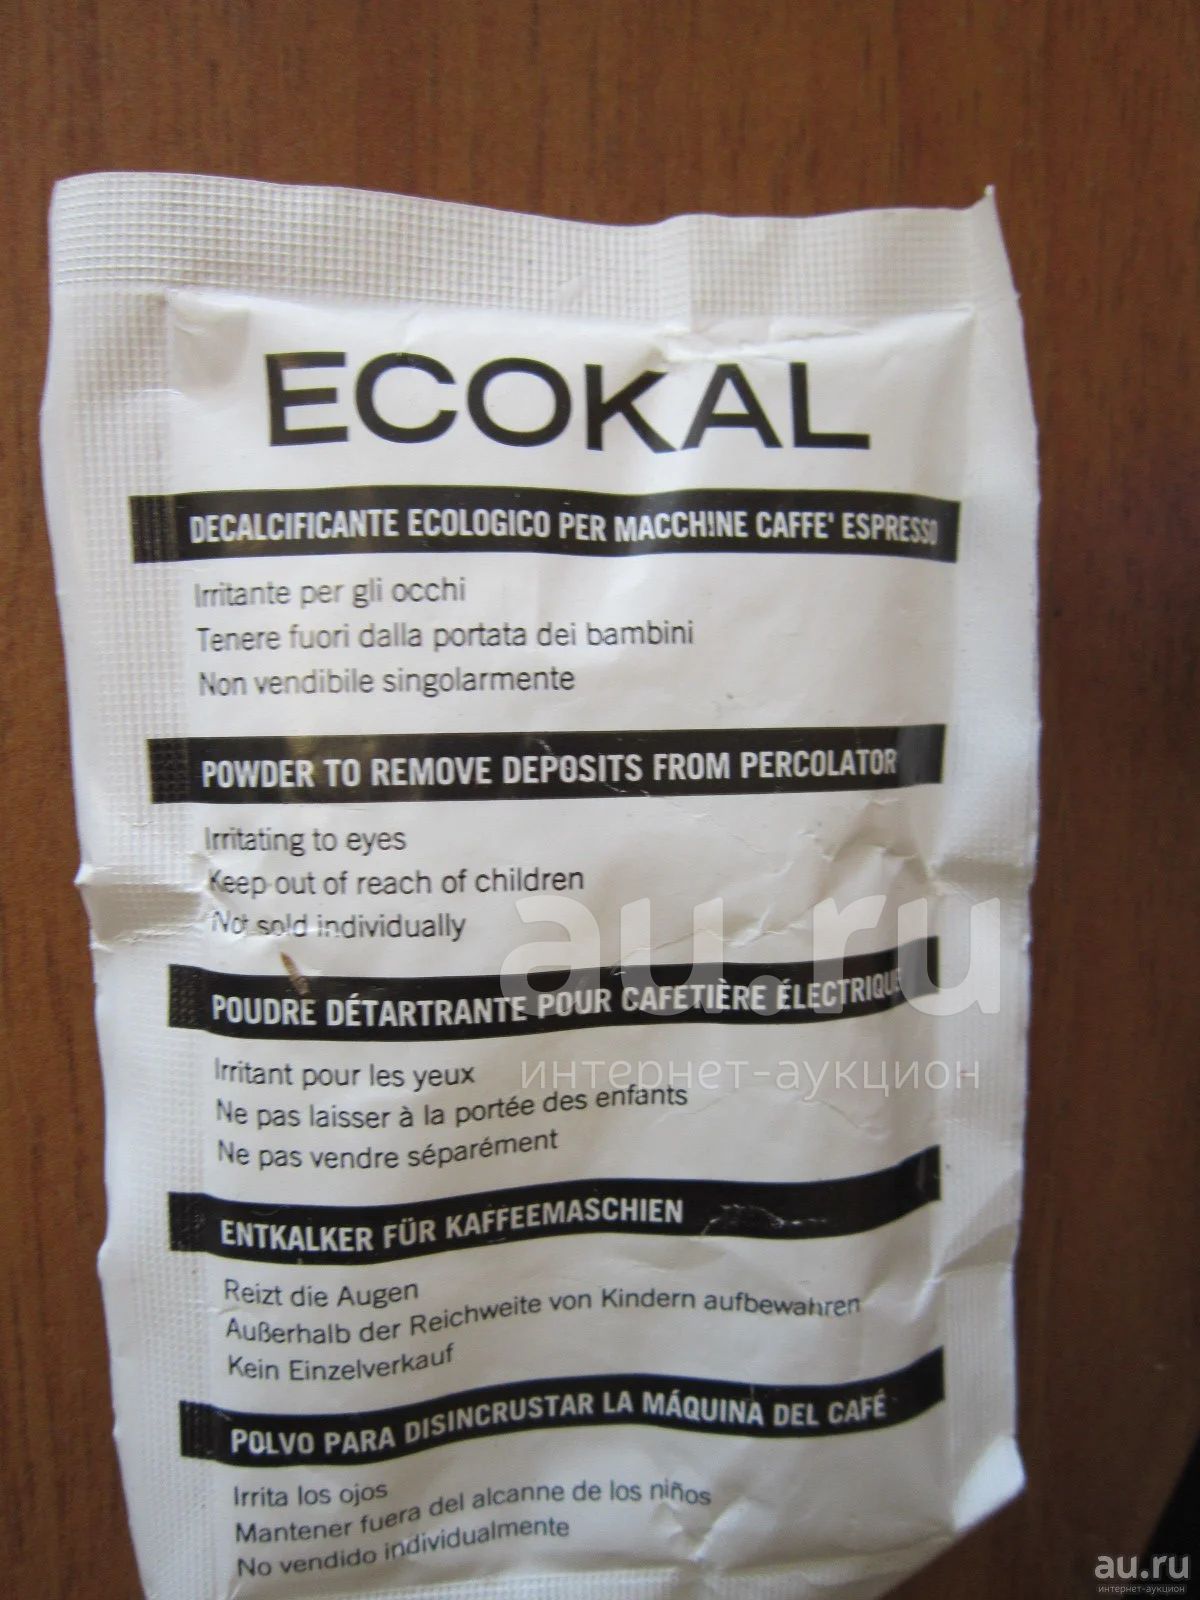 ECOKAL
DECALCIFICANTE ECOLOGICO PER MACCHINE CAFFE' ESPRESSO
Irritante per gli occhi
Tenere fuori dalla portata dei bambini
Non vendibile singolarmente
POWDER TO REMOVE DEPOSITS FROM PERCOLATOR
Irritating to eyes
Keep out of reach of children
Not sold individually
POUDRE DÉTARTRANTE POUR CAFETIÈRE ÉLECTRIQUE
Irritant pour les yeux
Ne pas laisser à la portée des enfants
Ne pas vendre séparément
ENTKALKER FÜR KAFFEEMASCHIEN
Reizt die Augen
Außerhalb der Reichweite von Kindern aufbewahren
Kein Einzelverkauf
POLVO PARA DISINCRUSTAR LA MÁQUINA DEL CAFÉ
Irrita los ojos
Mantener fuera del alcanne de los niños
No vendido individualmente
au.ru
интернет-аукцион
au.ru
интернет-аукцион